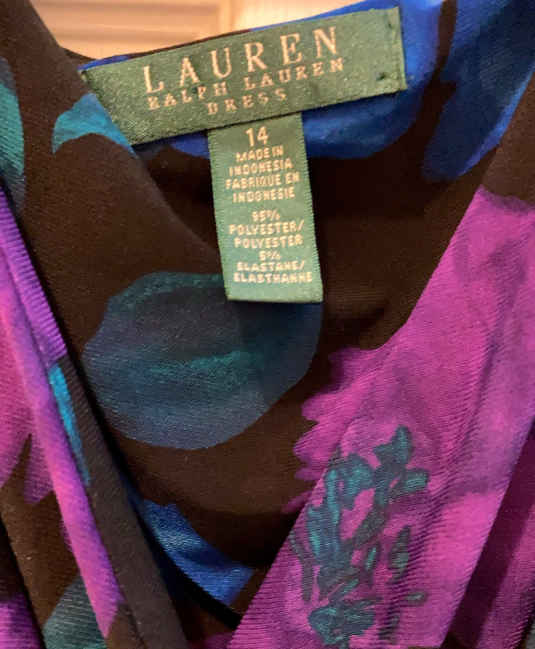 LAUREN
RALPH LAUREN
DRESS
14
MADE IN
INDONESIA
FABRIQUE EN
INDONESIE
95%
POLYESTER/
POLYESTER
5%
ELASTANE/
ELASTHANNE